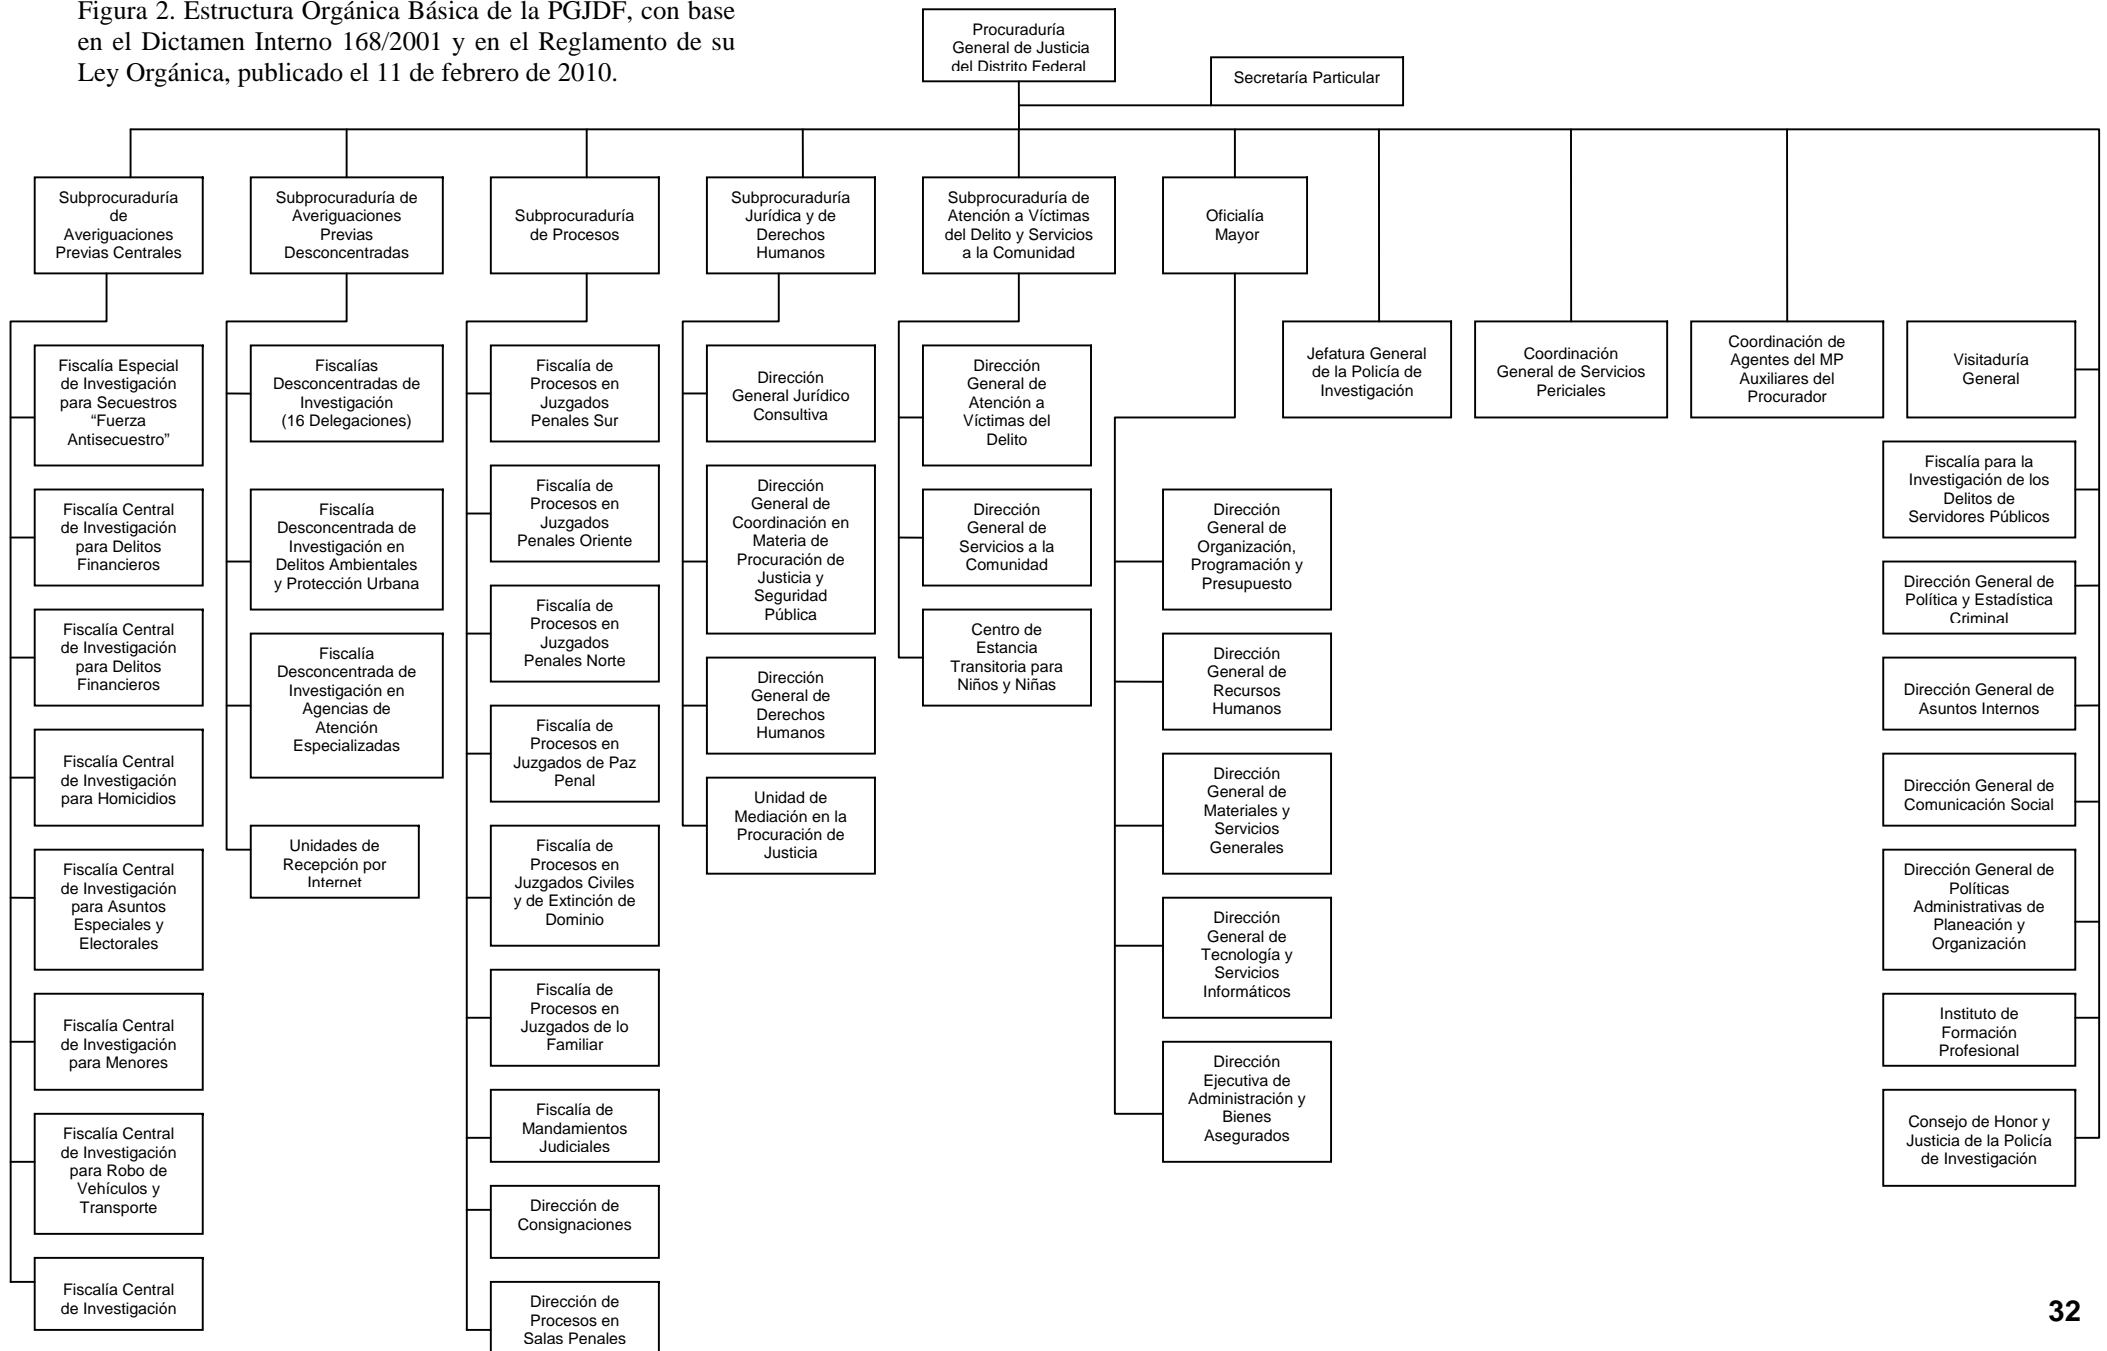 Figura 2. Estructura Orgánica Básica de la PGJDF, con base
en el Dictamen Interno 168/2001 y en el Reglamento de su
Ley Orgánica, publicado el 11 de febrero de 2010.
Procuraduría
General de Justicia
del Distrito Federal
Secretaría Particular
Subprocuraduría
de
Averiguaciones
Previas Centrales
Subprocuraduría de
Averiguaciones
Previas
Desconcentradas
Subprocuraduría
de Procesos
Subprocuraduría
Jurídica y de
Derechos
Humanos
Subprocuraduría de
Atención a Víctimas
del Delito y Servicios
a la Comunidad
Oficialía
Mayor
Jefatura General
de la Policía de
Investigación
Coordinación
General de Servicios
Periciales
Coordinación de
Agentes del MP
Auxiliares del
Procurador
Visitaduría
General
Fiscalía Especial
de Investigación
para Secuestros
“Fuerza
Antisecuestro”
Fiscalía Central
de Investigación
para Delitos
Financieros
Fiscalía Central
de Investigación
para Delitos
Financieros
Fiscalía Central
de Investigación
para Homicidios
Fiscalía Central
de Investigación
para Asuntos
Especiales y
Electorales
Fiscalía Central
de Investigación
para Menores
Fiscalía Central
de Investigación
para Robo de
Vehículos y
Transporte
Fiscalía Central
de Investigación
Fiscalías
Desconcentradas de
Investigación
(16 Delegaciones)
Fiscalía
Desconcentrada de
Investigación en
Delitos Ambientales
y Protección Urbana
Fiscalía
Desconcentrada de
Investigación en
Agencias de
Atención
Especializadas
Unidades de
Recepción por
Internet
Fiscalía de
Procesos en
Juzgados
Penales Sur
Fiscalía de
Procesos en
Juzgados
Penales Oriente
Fiscalía de
Procesos en
Juzgados
Penales Norte
Fiscalía de
Procesos en
Juzgados de Paz
Penal
Fiscalía de
Procesos en
Juzgados Civiles
y de Extinción de
Dominio
Fiscalía de
Procesos en
Juzgados de lo
Familiar
Fiscalía de
Mandamientos
Judiciales
Dirección de
Consignaciones
Dirección de
Procesos en
Salas Penales
Dirección
General Jurídico
Consultiva
Dirección
General de
Coordinación en
Materia de
Procuración de
Justicia y
Seguridad
Pública
Dirección
General de
Derechos
Humanos
Unidad de
Mediación en la
Procuración de
Justicia
Dirección
General de
Atención a
Víctimas del
Delito
Dirección
General de
Servicios a la
Comunidad
Centro de
Estancia
Transitoria para
Niños y Niñas
Dirección
General de
Organización,
Programación y
Presupuesto
Dirección
General de
Recursos
Humanos
Dirección
General de
Materiales y
Servicios
Generales
Dirección
General de
Tecnología y
Servicios
Informáticos
Dirección
Ejecutiva de
Administración y
Bienes
Asegurados
Fiscalía para la
Investigación de los
Delitos de
Servidores Públicos
Dirección General de
Política y Estadística
Criminal
Dirección General de
Asuntos Internos
Dirección General de
Comunicación Social
Dirección General de
Políticas
Administrativas de
Planeación y
Organización
Instituto de
Formación
Profesional
Consejo de Honor y
Justicia de la Policía
de Investigación
32